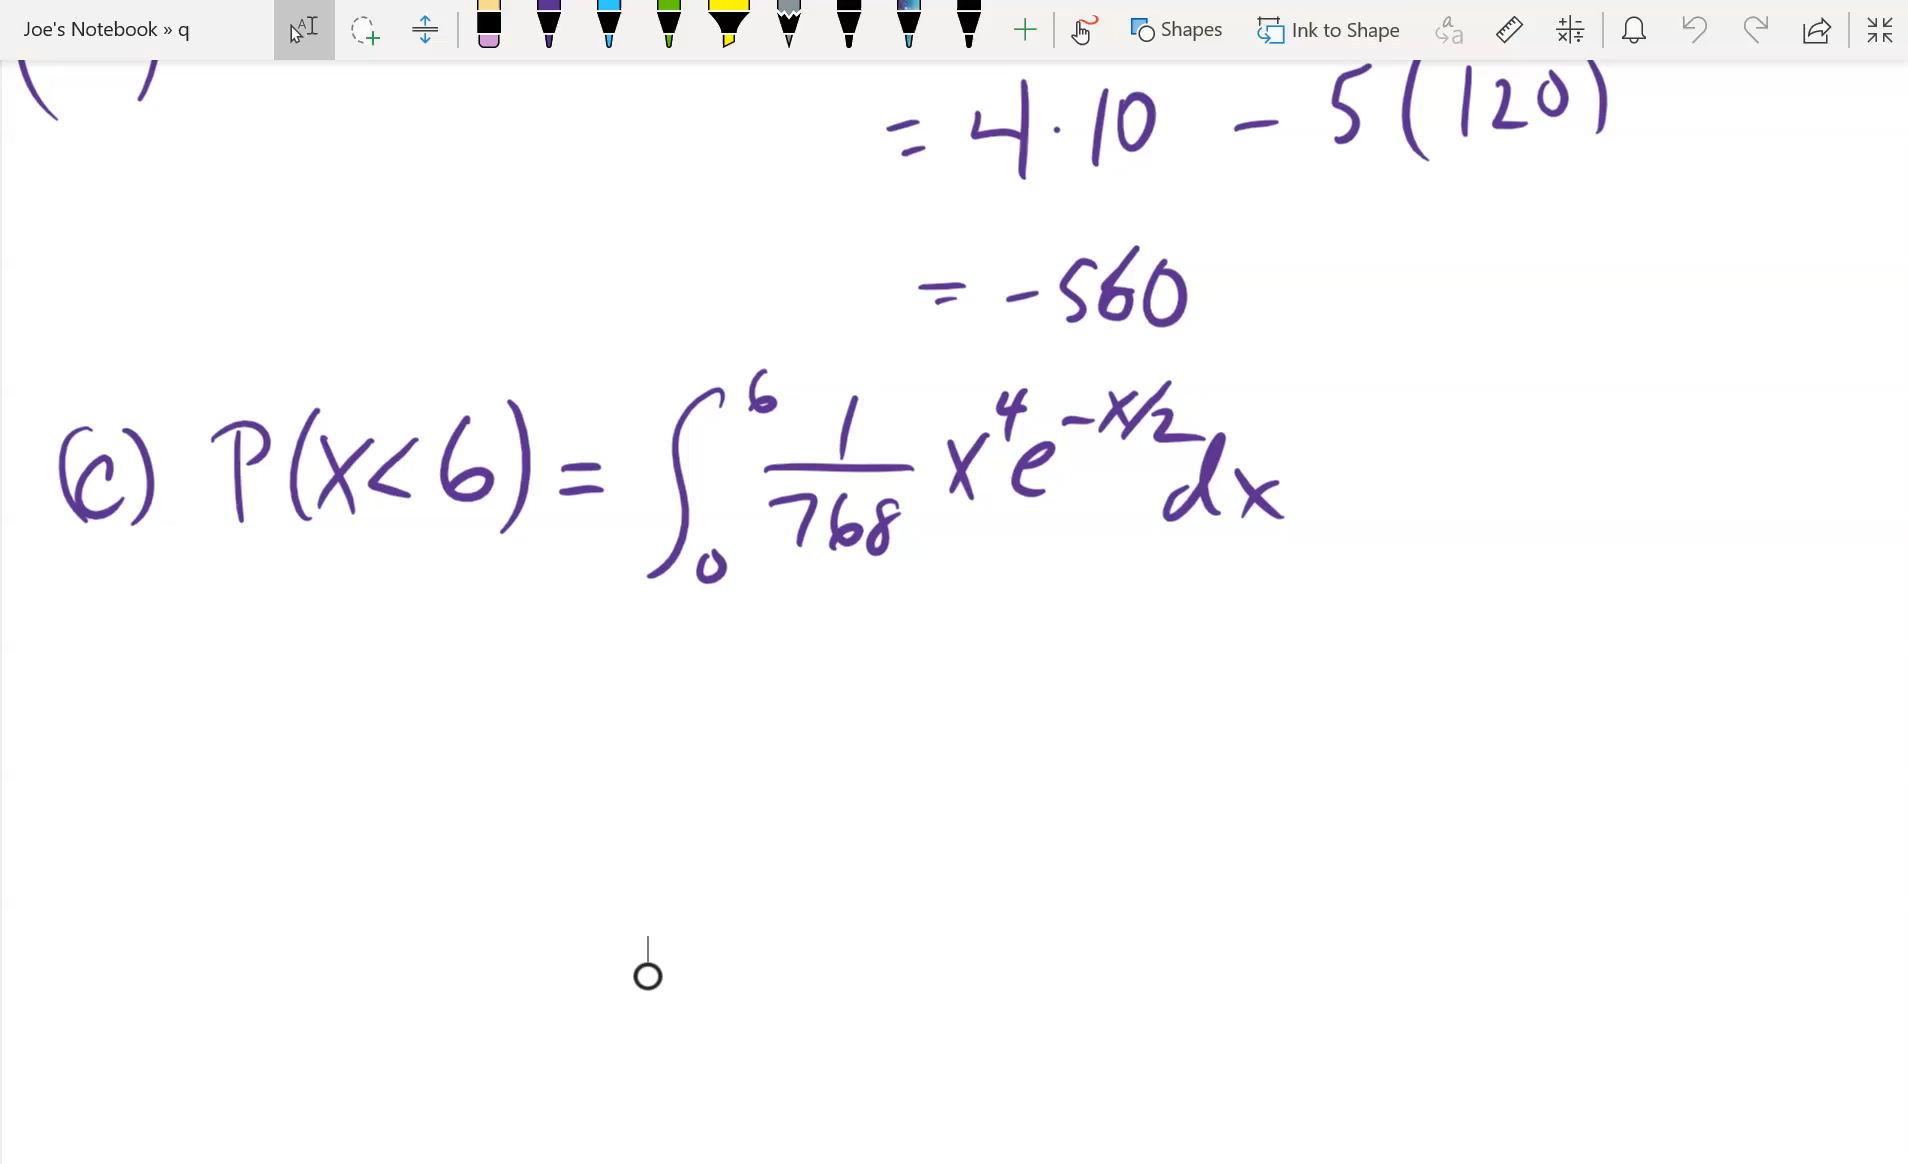 Joe's Notebook » q
Shapes
Ink to Shape
= 4 · 10 - 5 (120)
= -560
(c) P(X<6) = ∫₀⁶ 1/768 x⁴e^(-x/2) dx